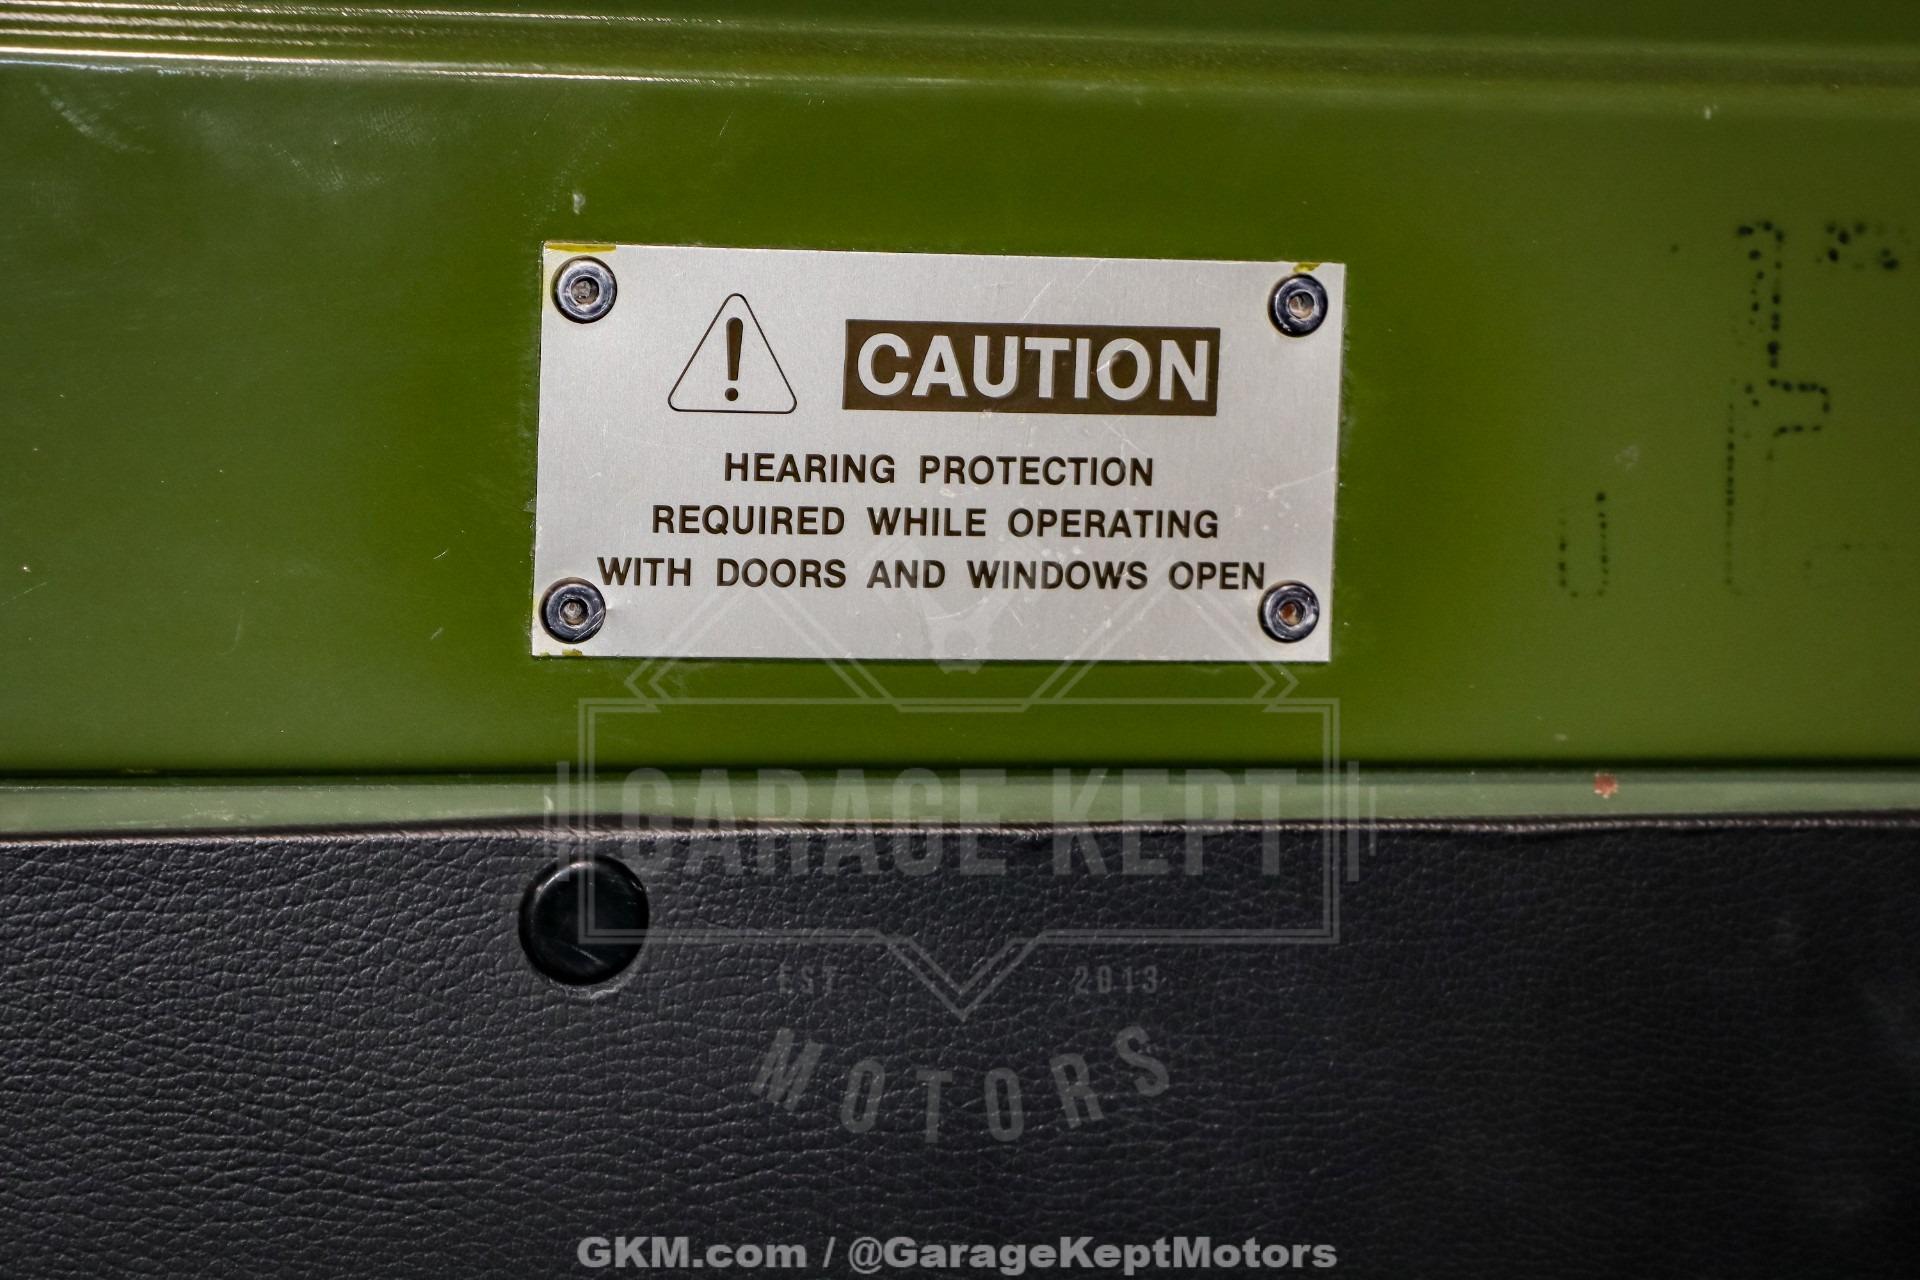 CAUTION
HEARING PROTECTION
REQUIRED WHILE OPERATING
WITH DOORS AND WINDOWS OPEN
GARAGE KEPT
EST 2013
MOTORS
GKM.com / @GarageKeptMotors